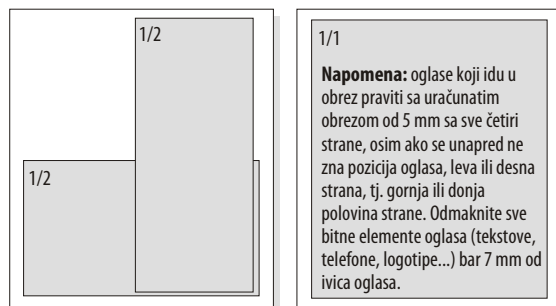 1/2
1/2
1/1
Napomena: oglase koji idu u
obrez praviti sa uračunatim
obrezom od 5 mm sa sve četiri
strane, osim ako se unapred ne
zna pozicija oglasa, leva ili desna
strana, tj. gornja ili donja
polovina strane. Odmaknite sve
bitne elemente oglasa (tekstove,
telefone, logotipe...) bar 7 mm od
ivica oglasa.